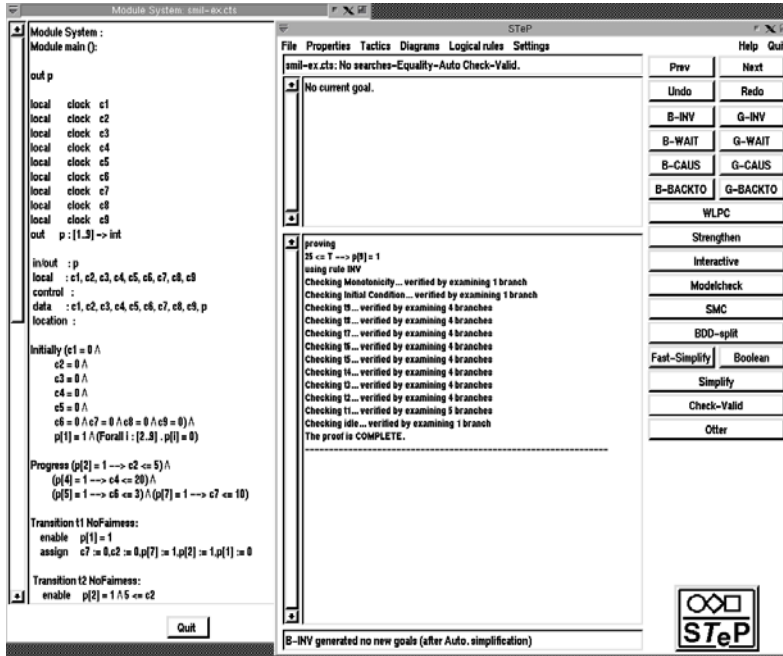 Module System: smil-ex.cts
Module System :
Module main ():
out p
local clock c1
local clock c2
local clock c3
local clock c4
local clock c5
local clock c6
local clock c7
local clock c8
local clock c9
out p : [1..9] --> int
in/out : p
local : c1, c2, c3, c4, c5, c6, c7, c8, c9
control :
data : c1, c2, c3, c4, c5, c6, c7, c8, c9, p
location :
Initially (c1 = 0 /\
c2 = 0 /\
c3 = 0 /\
c4 = 0 /\
c5 = 0 /\
c6 = 0 /\ c7 = 0 /\ c8 = 0 /\ c9 = 0) /\
p[1] = 1 /\ (Forall i : [2..9] . p[i] = 0)
Progress (p[2] = 1 --> c2 <= 5) /\
(p[4] = 1 --> c4 <= 20) /\
(p[5] = 1 --> c6 <= 3) /\ (p[7] = 1 --> c7 <= 10)
Transition t1 NoFairness:
enable p[1] = 1
assign c7 := 0,c2 := 0,p[7] := 1,p[2] := 1,p[1] := 0
Transition t2 NoFairness:
enable p[2] = 1 /\ 5 <= c2
Quit
STeP
File Properties Tactics Diagrams Logical rules Settings Help Qui
smil-ex.cts: No searches-Equality-Auto Check-Valid.
No current goal.
proving
25 <= T --> p[9] = 1
using rule INV
Checking Monotonicity... verified by examining 1 branch
Checking Initial Condition... verified by examining 1 branch
Checking t9... verified by examining 4 branches
Checking t8... verified by examining 4 branches
Checking t7... verified by examining 4 branches
Checking t6... verified by examining 4 branches
Checking t5... verified by examining 4 branches
Checking t4... verified by examining 4 branches
Checking t3... verified by examining 4 branches
Checking t2... verified by examining 4 branches
Checking t1... verified by examining 5 branches
Checking idle... verified by examining 1 branch
The proof is COMPLETE.
B-INV generated no new goals (after Auto. simplification)
Prev Next
Undo Redo
B-INV G-INV
B-WAIT G-WAIT
B-CAUS G-CAUS
B-BACKTO G-BACKTO
WLPC
Strengthen
Interactive
Modelcheck
SMC
BDD-split
Fast-Simplify Boolean
Simplify
Check-Valid
Otter
STeP